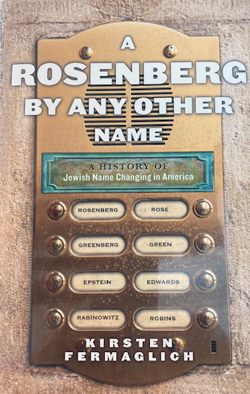 A
ROSENBERG
BY ANY OTHER
NAME
A HISTORY OF
Jewish Name Changing in America
ROSENBERG ROSE
GREENBERG GREEN
EPSTEIN EDWARDS
RABINOWITZ ROBINS
KIRSTEN
FERMAGLICH